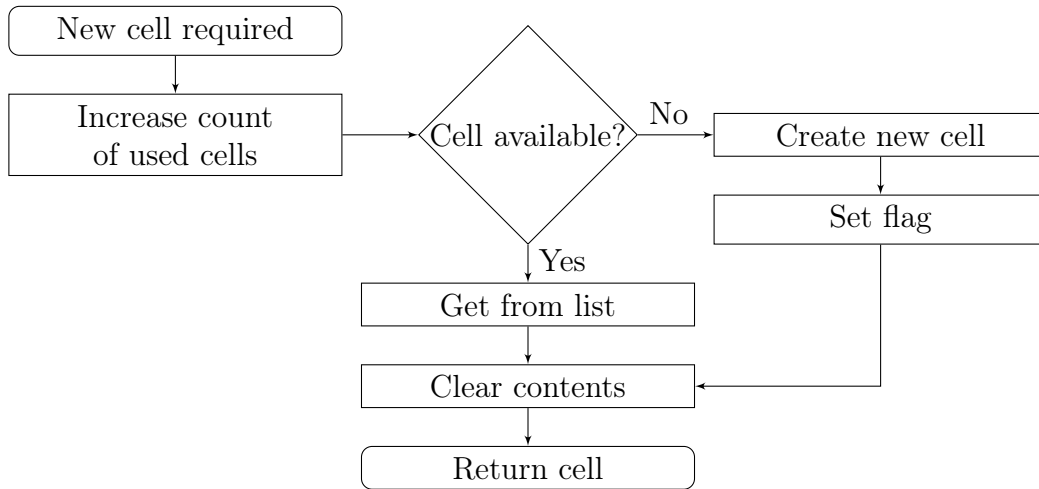 New cell required
Increase count
of used cells
Cell available?
No
Create new cell
Set flag
Yes
Get from list
Clear contents
Return cell